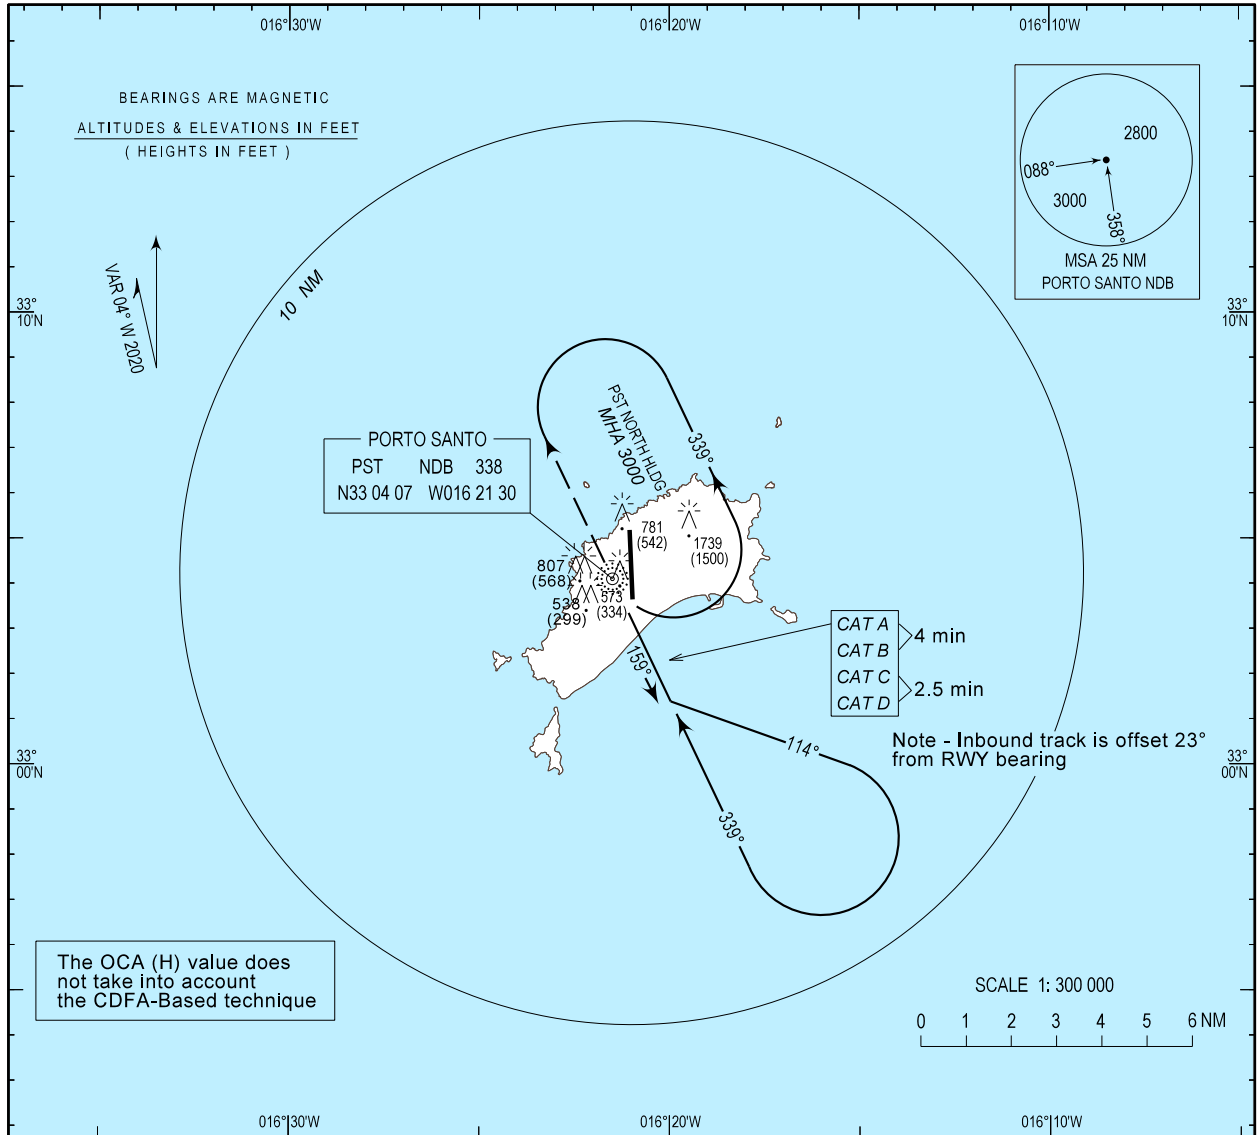 016°30'W
016°20'W
016°10'W
BEARINGS ARE MAGNETIC
ALTITUDES & ELEVATIONS IN FEET
( HEIGHTS IN FEET )
2800
088°
3000
358°
MSA 25 NM
PORTO SANTO NDB
VAR 04° W 2020
10 NM
33°
10'N
33°
10'N
PST NORTH HLDG
MHA 3000
339°
PORTO SANTO
PST NDB 338
N33 04 07 W016 21 30
781
(542)
1739
(1500)
807
(568)
573
(334)
538
(299)
159°
CAT A
CAT B
4 min
CAT C
CAT D
2.5 min
114°
Note - Inbound track is offset 23°
from RWY bearing
33°
00'N
33°
00'N
339°
The OCA (H) value does
not take into account
the CDFA-Based technique
SCALE 1: 300 000
0 1 2 3 4 5 6 NM
016°30'W
016°20'W
016°10'W